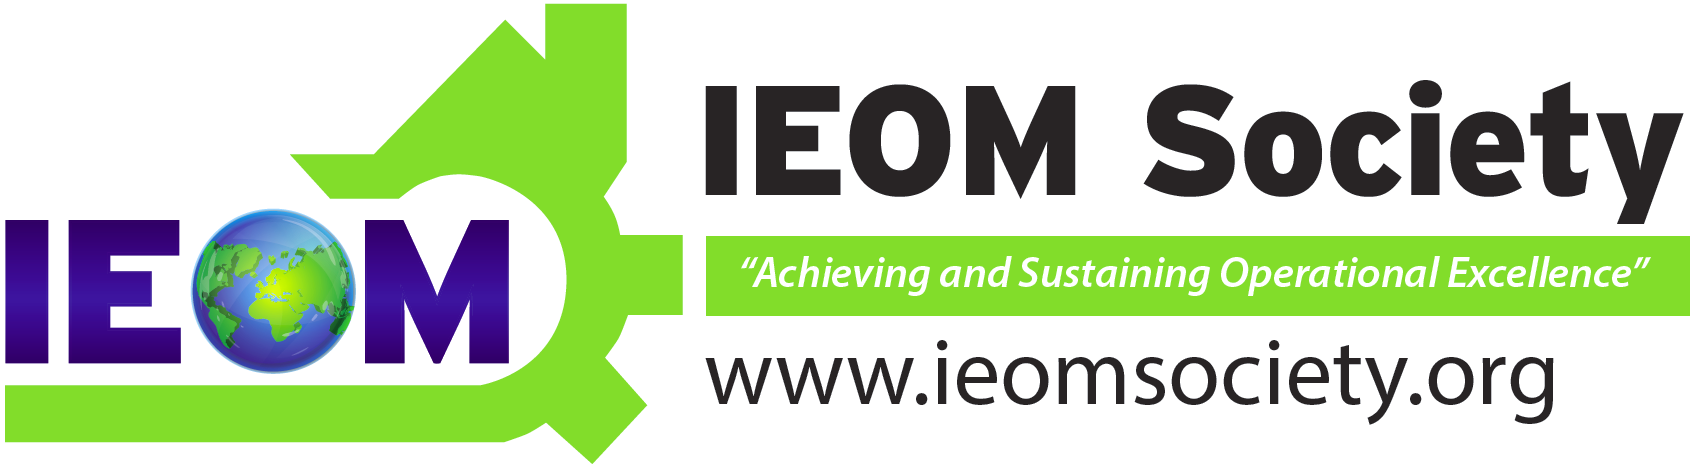 IEOM
IEOM Society
“Achieving and Sustaining Operational Excellence”
www.ieomsociety.org